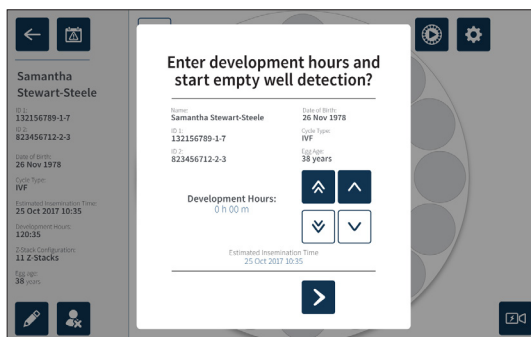 Samantha
Stewart-Steele
ID 1:
132156789-1-7
ID 2:
823456712-2-3
Date of Birth:
26 Nov 1978
Cycle Type:
IVF
Estimated Insemination Time:
25 Oct 2017 10:35
Development Hours:
120:35
Z-Stack Configuration:
11 Z-Stacks
Egg age:
38 years
Enter development hours and
start empty well detection?
Name:
Samantha Stewart-Steele
Date of Birth:
26 Nov 1978
ID 1:
132156789-1-7
Cycle Type:
IVF
ID 2:
823456712-2-3
Egg Age:
38 years
Development Hours:
0 h 00 m
Estimated Insemination Time
25 Oct 2017 10:35